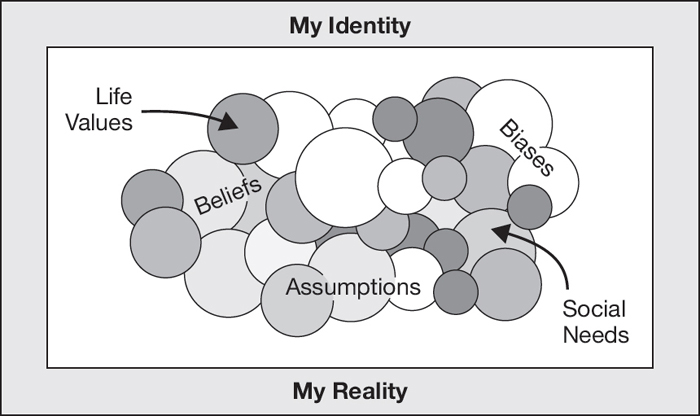 My Identity
Life
Values
Biases
Beliefs
Assumptions
Social
Needs
My Reality